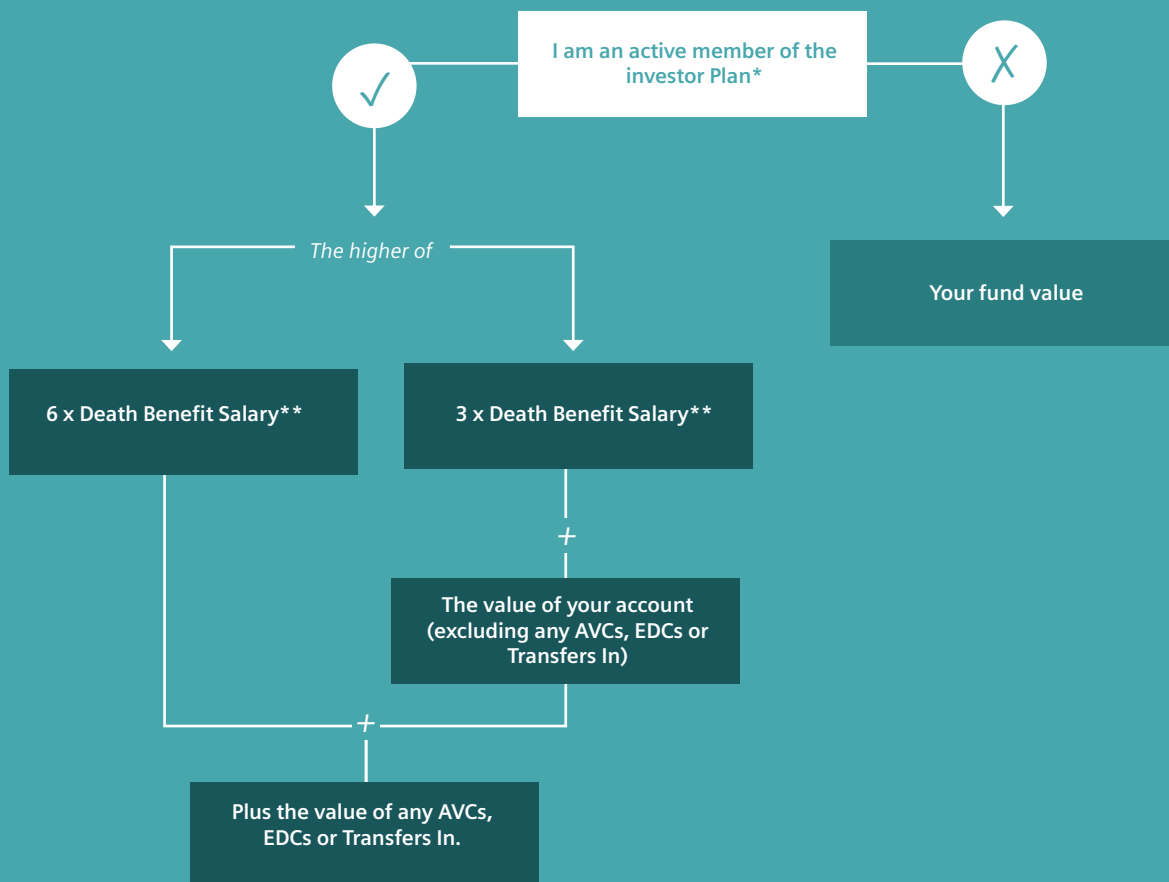 I am an active member of the
investor Plan*
✓
X
The higher of
Your fund value
6 x Death Benefit Salary**
3 x Death Benefit Salary**
+
The value of your account
(excluding any AVCs, EDCs or
Transfers In)
+
Plus the value of any AVCs,
EDCs or Transfers In.